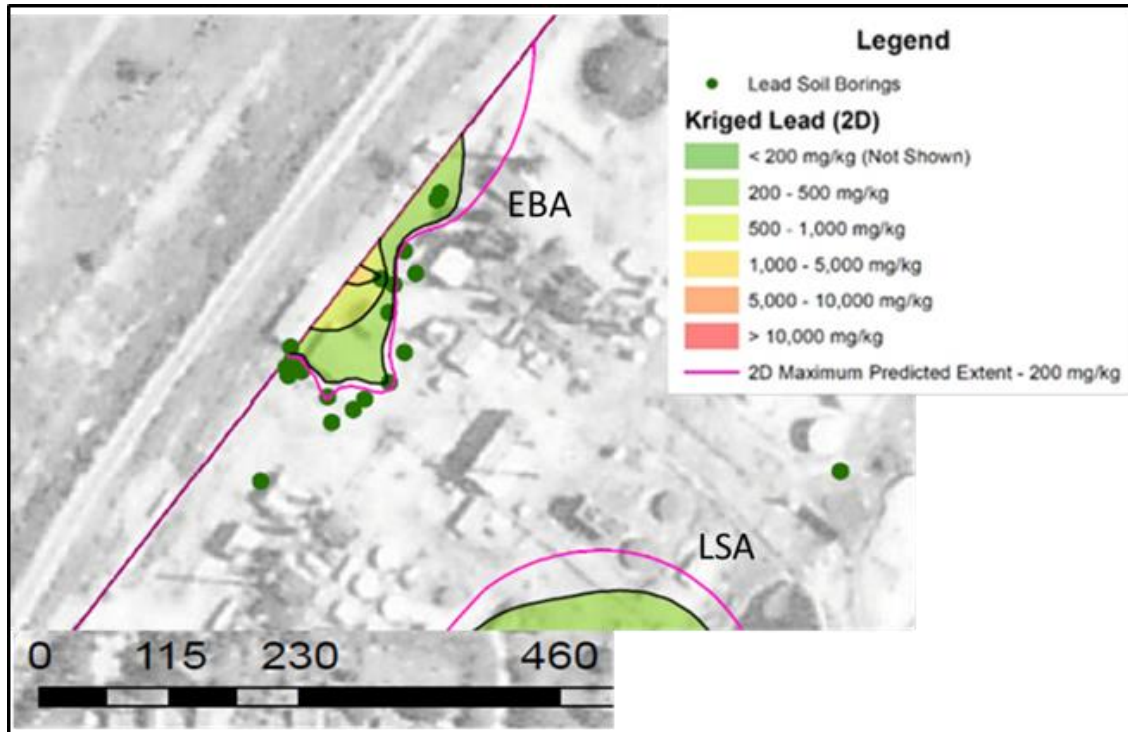 Legend
Lead Soil Borings
Kriged Lead (2D)
< 200 mg/kg (Not Shown)
200 - 500 mg/kg
500 - 1,000 mg/kg
1,000 - 5,000 mg/kg
5,000 - 10,000 mg/kg
> 10,000 mg/kg
2D Maximum Predicted Extent - 200 mg/kg
EBA
LSA
0 115 230 460